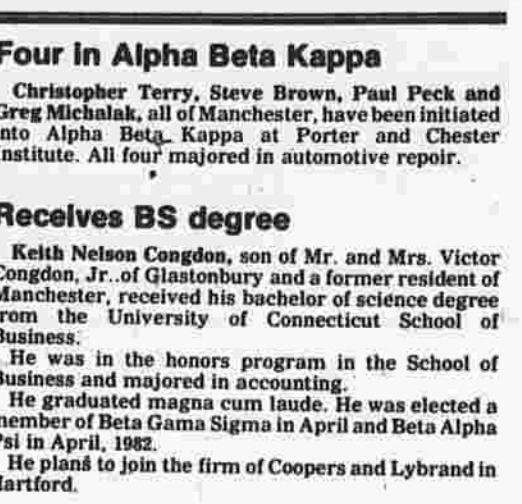 Four in Alpha Beta Kappa
Christopher Terry, Steve Brown, Paul Peck and
Greg Michalak, all of Manchester, have been initiated
into Alpha Beta Kappa at Porter and Chester
Institute. All four majored in automotive repoir.
Receives BS degree
Keith Nelson Congdon, son of Mr. and Mrs. Victor
Congdon, Jr..of Glastonbury and a former resident of
Manchester, received his bachelor of science degree
from the University of Connecticut School of
Business.
He was in the honors program in the School of
Business and majored in accounting.
He graduated magna cum laude. He was elected a
member of Beta Gama Sigma in April and Beta Alpha
Psi in April, 1982.
He plans to join the firm of Coopers and Lybrand in
Hartford.